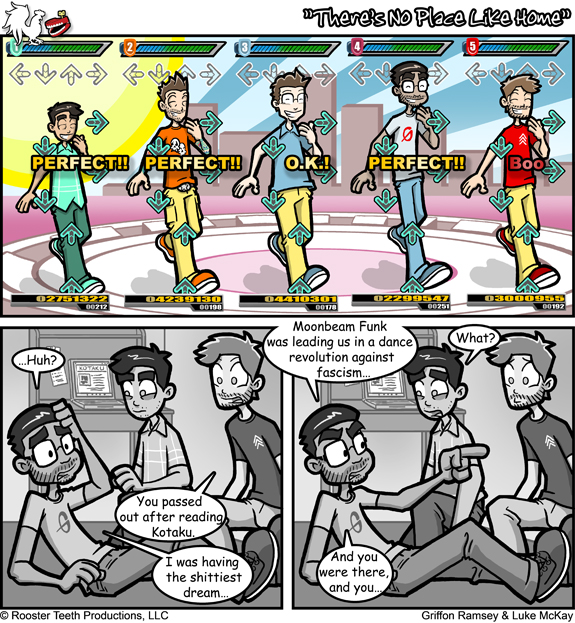 "There's No Place Like Home"
1
2
3
4
5
PERFECT!!
PERFECT!!
O.K.!
PERFECT!!
Boo
02751322
04239130
04410301
02299547
03000955
00212
00198
00178
00251
00192
...Huh?
KOTAKU
You passed
out after reading
Kotaku.
I was having
the shittiest
dream...
Moonbeam Funk
was leading us in a dance
revolution against
fascism...
What?
And you
were there,
and you...
© Rooster Teeth Productions, LLC
Griffon Ramsey & Luke McKay